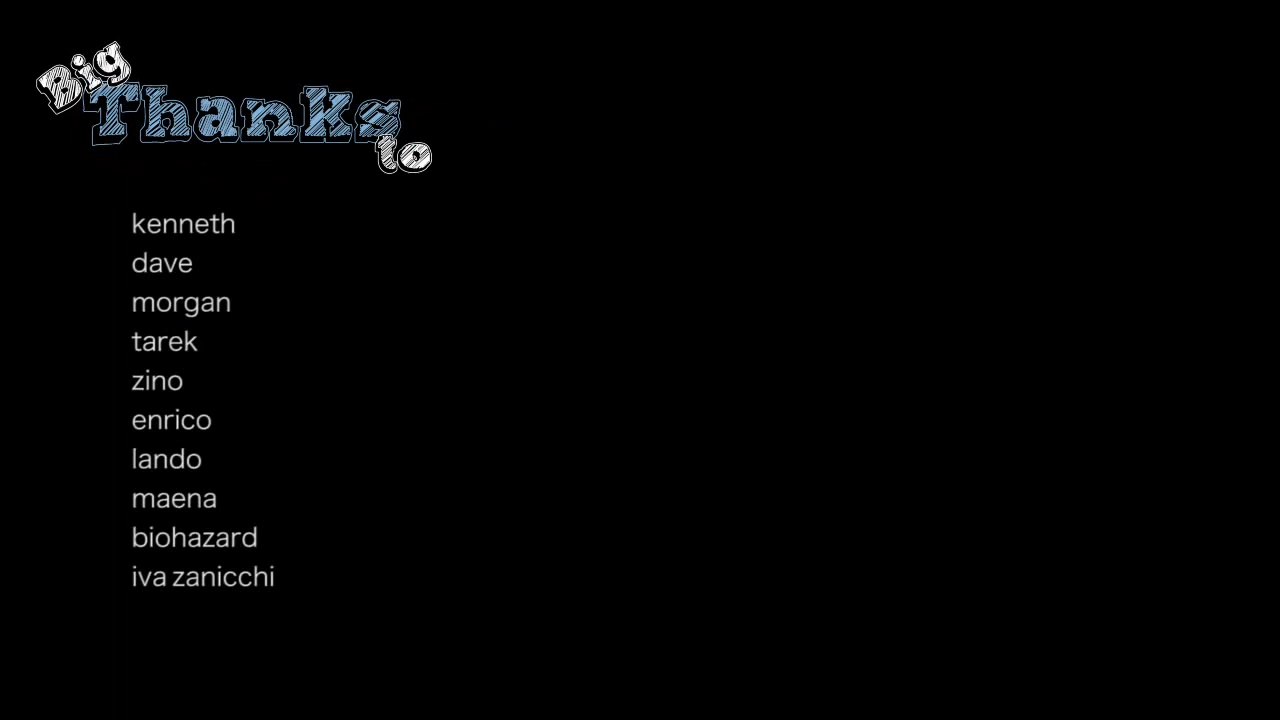 Big
Thanks
to
kenneth
dave
morgan
tarek
zino
enrico
lando
maena
biohazard
iva zanicchi